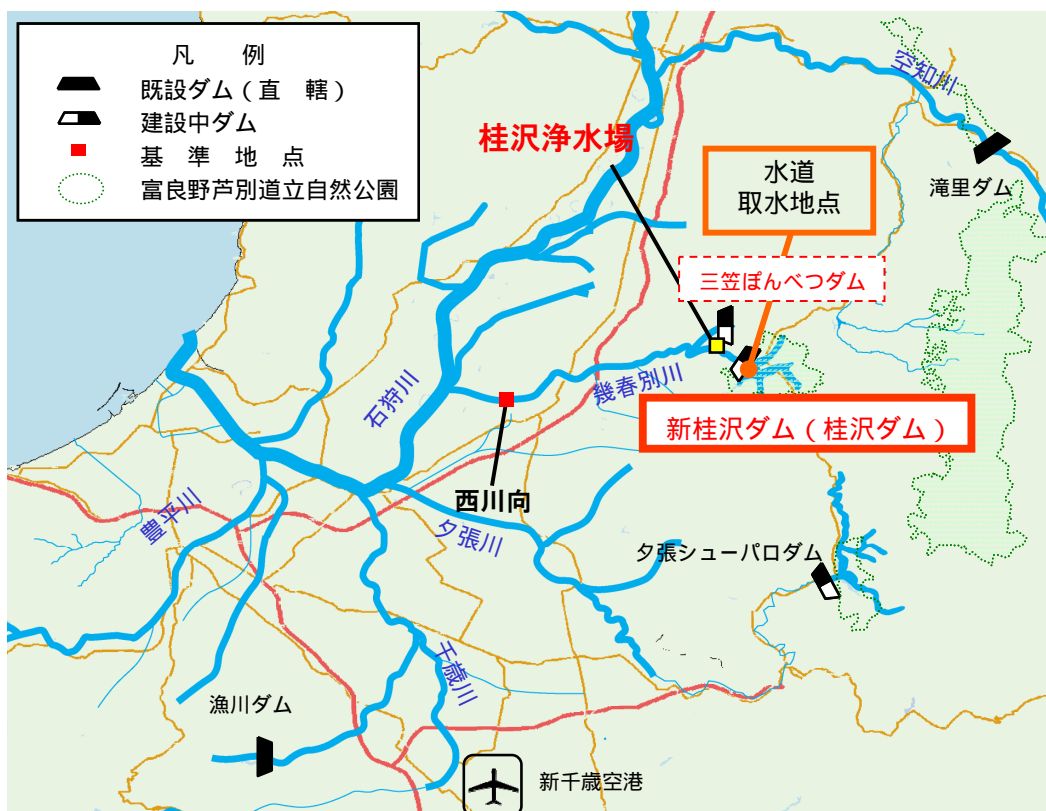 凡　例
既設ダム（直　轄）
建設中ダム
基　準　地　点
富良野芦別道立自然公園
空知川
桂沢浄水場
水道
取水地点
滝里ダム
三笠ぽんべつダム
幾春別川
石狩川
新桂沢ダム（桂沢ダム）
西川向
豊平川
夕張川
夕張シューパロダム
千歳川
漁川ダム
新千歳空港